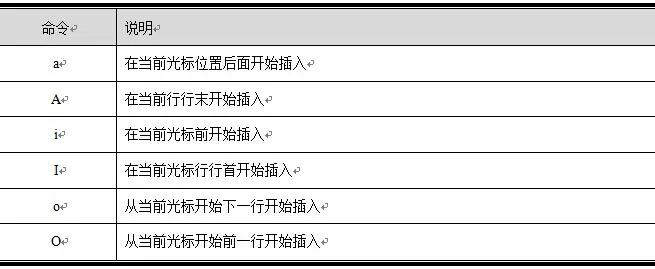 命令 说明
a 在当前光标位置后面开始插入
A 在当前行行末开始插入
i 在当前光标前开始插入
I 在当前光标行行首开始插入
o 从当前光标开始下一行开始插入
O 从当前光标开始前一行开始插入